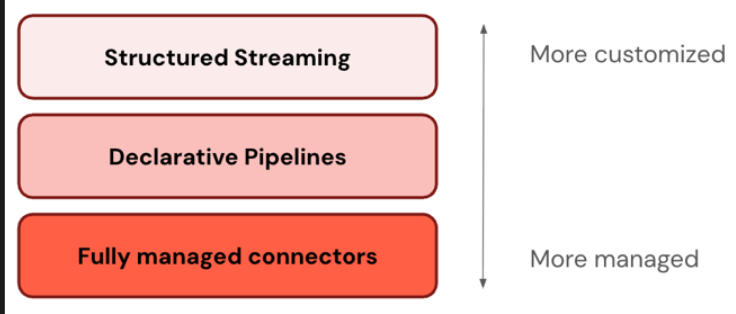 Structured Streaming
More customized
Declarative Pipelines
Fully managed connectors
More managed